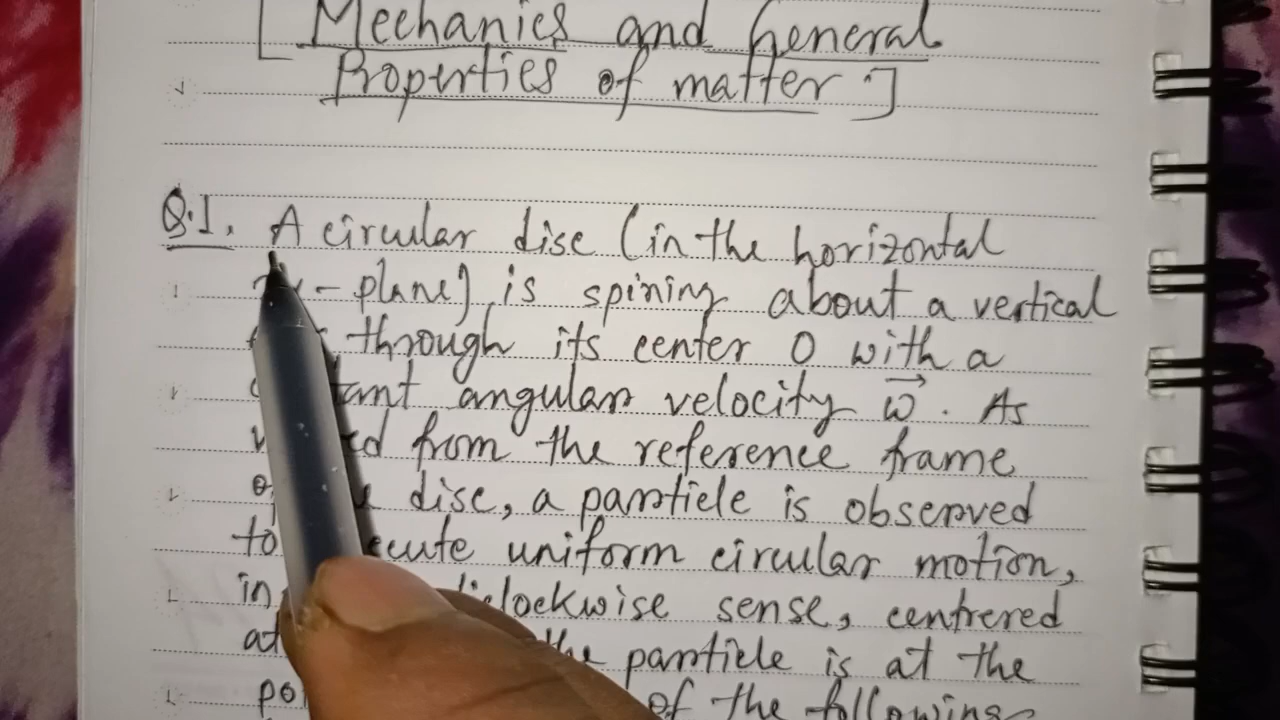 [Mechanics and General
Properties of matter]
Q.1. A circular disc (in the horizontal
- plane) is spining about a vertical
through its center O with a
angular velocity ω⃗. As
from the reference frame
disc, a particle is observed
to uniform circular motion,
in sense, centrered
at the particle is at the
of the following